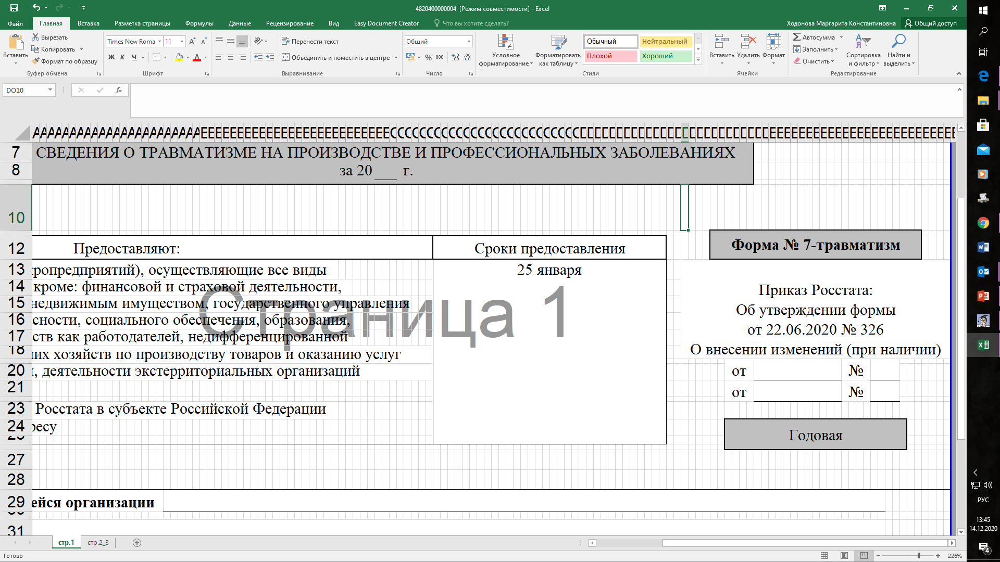 4820400000004 [Режим совместимости] - Excel
Файл Главная Вставка Разметка страницы Формулы Данные Рецензирование Вид Easy Document Creator Что вы хотите сделать? Ходонова Маргарита Константиновна Общий доступ
Вставить
Вырезать
Копировать
Формат по образцу
Буфер обмена
Times New Roma 11
Ж К Ч
Шрифт
Перенести текст
Объединить и поместить в центре
Выравнивание
Общий
% 000
Число
Условное форматирование
Форматировать как таблицу
Обычный Нейтральный
Плохой Хороший
Стили
Вставить Удалить Формат
Ячейки
Автосумма
Заполнить
Очистить
Сортировка и фильтр
Найти и выделить
Редактирование
DO10
fx
7 СВЕДЕНИЯ О ТРАВМАТИЗМЕ НА ПРОИЗВОДСТВЕ И ПРОФЕССИОНАЛЬНЫХ ЗАБОЛЕВАНИЯХ
8 за 20 ___ г.
10
12 Предоставляют: Сроки предоставления Форма № 7-травматизм
13 ропредприятий), осуществляющие все виды 25 января
14 кроме: финансовой и страховой деятельности, Приказ Росстата:
15 недвижимым имуществом, государственного управления Об утверждении формы
16 сности, социального обеспечения, образования, от 22.06.2020 № 326
Страница 1
17 ств как работодателей, недифференцированной
18 их хозяйств по производству товаров и оказанию услуг О внесении изменений (при наличии)
20 , деятельности экстерриториальных организаций от № 
21 от №
23 Росстата в субъекте Российской Федерации
24 ресу Годовая
25
27
28
29 ейся организации
30
31
стр.1 стр.2_3
Готово 226%
РУС
13:45
14.12.2020
4